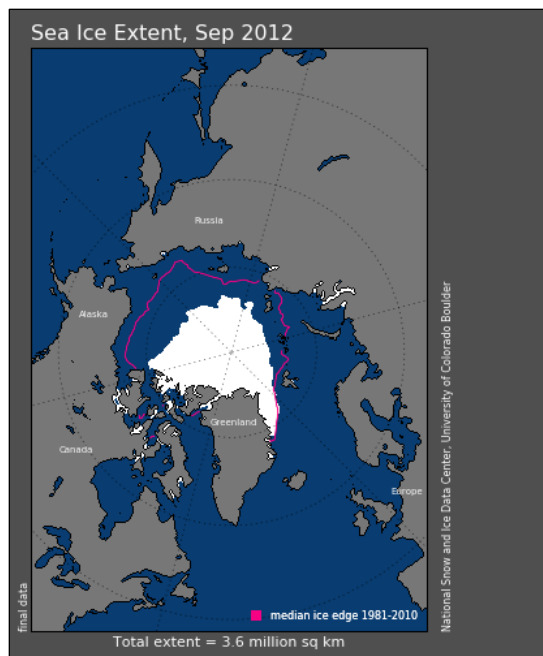 Sea Ice Extent, Sep 2012
Russia
Alaska
Greenland
Canada
Europe
median ice edge 1981-2010
final data
Total extent = 3.6 million sq km
National Snow and Ice Data Center, University of Colorado Boulder